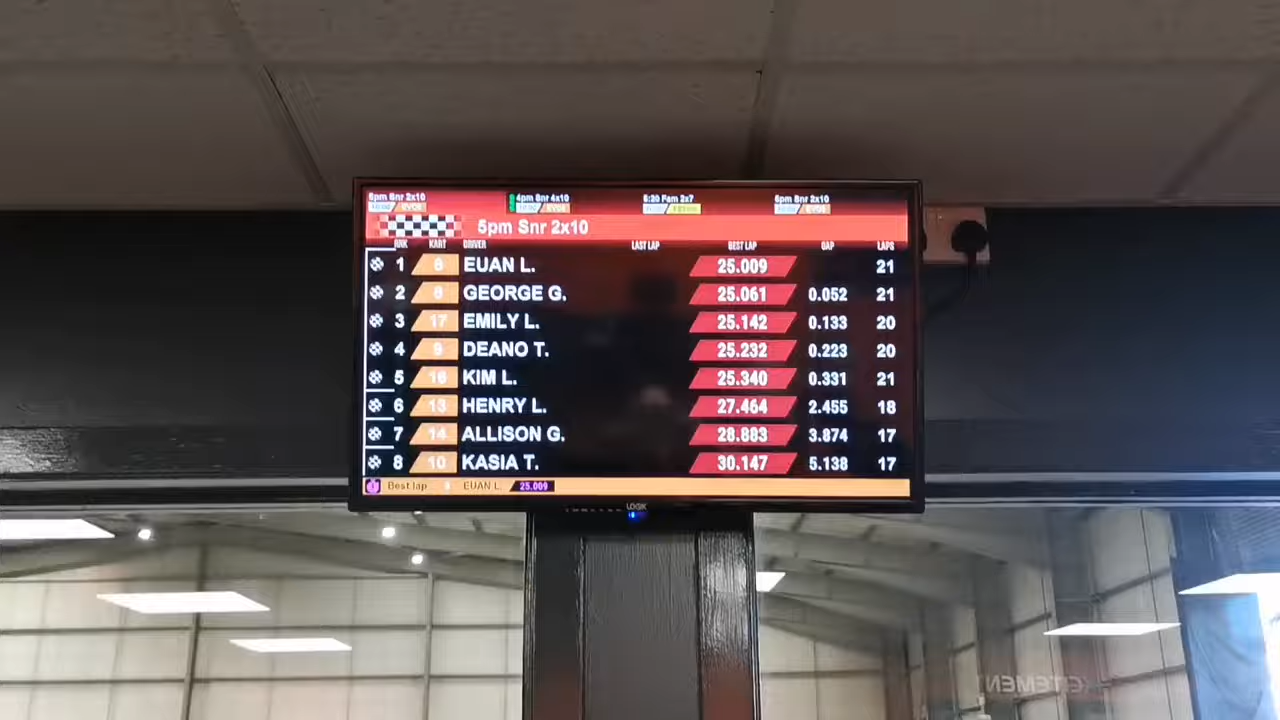 5pm Snr 2x10 4pm Snr 4x10 5:20 Fam 2x7 6pm Snr 2x10
5pm Snr 2x10
RNK KART DRIVER LAST LAP BEST LAP GAP LAPS
1 8 EUAN L. 25.009 21
2 GEORGE G. 25.061 0.052 21
3 17 EMILY L. 25.142 0.133 20
4 9 DEANO T. 25.232 0.223 20
5 16 KIM L. 25.340 0.331 21
6 13 HENRY L. 27.464 2.455 18
7 14 ALLISON G. 28.883 3.874 17
8 10 KASIA T. 30.147 5.138 17
Best lap EUAN L. 25.009
LOGIK